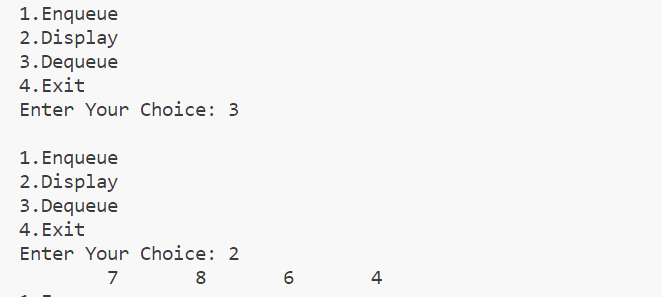 1.Enqueue
2.Display
3.Dequeue
4.Exit
Enter Your Choice: 3
1.Enqueue
2.Display
3.Dequeue
4.Exit
Enter Your Choice: 2
7 8 6 4